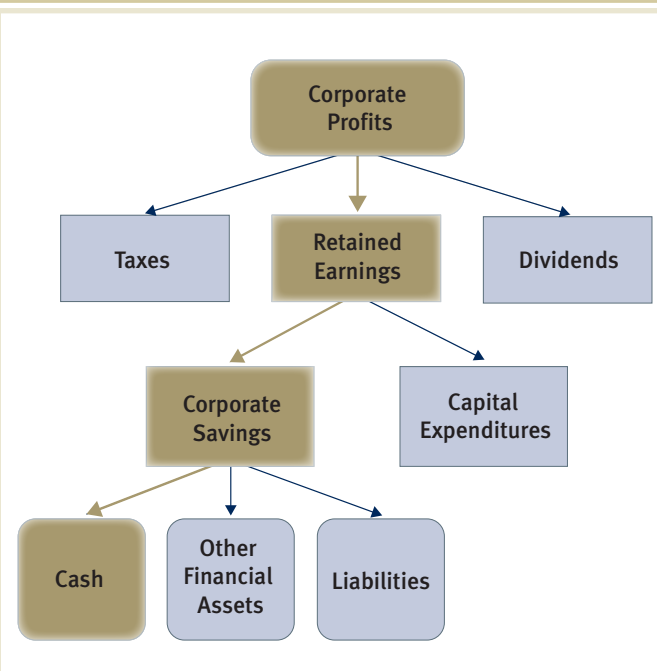 Corporate
Profits
Taxes
Retained
Earnings
Dividends
Corporate
Savings
Capital
Expenditures
Cash
Other
Financial
Assets
Liabilities